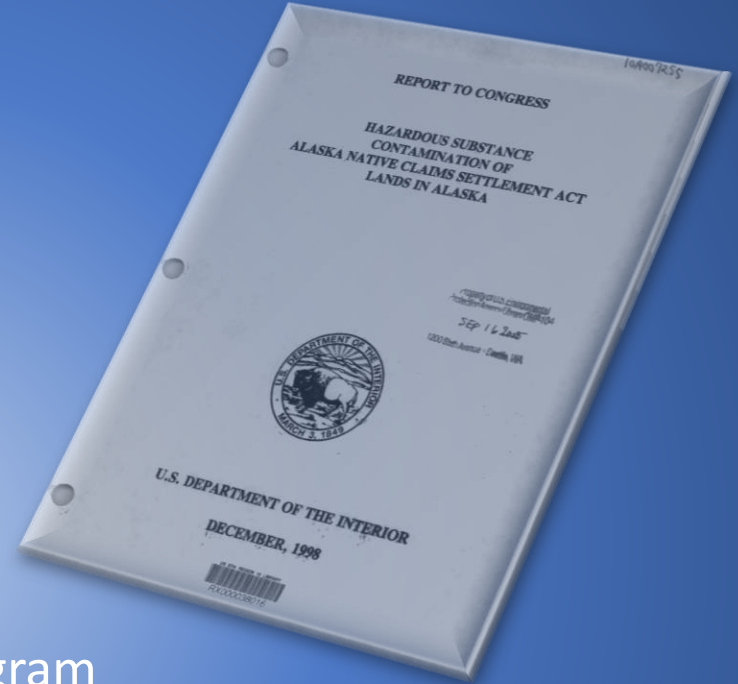 10A007255
REPORT TO CONGRESS
HAZARDOUS SUBSTANCE
CONTAMINATION OF
ALASKA NATIVE CLAIMS SETTLEMENT ACT
LANDS IN ALASKA
SEP 16 2005
U.S. DEPARTMENT OF THE INTERIOR
MARCH 3, 1849
U.S. DEPARTMENT OF THE INTERIOR
DECEMBER, 1998
gram